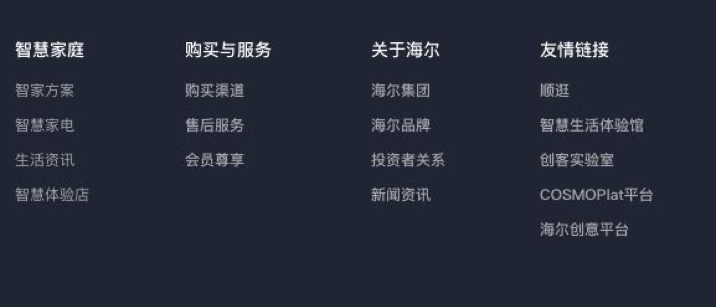 智慧家庭
智家方案
智慧家电
生活资讯
智慧体验店
购买与服务
购买渠道
售后服务
会员尊享
关于海尔
海尔集团
海尔品牌
投资者关系
新闻资讯
友情链接
顺逛
智慧生活体验馆
创客实验室
COSMOPlat平台
海尔创意平台